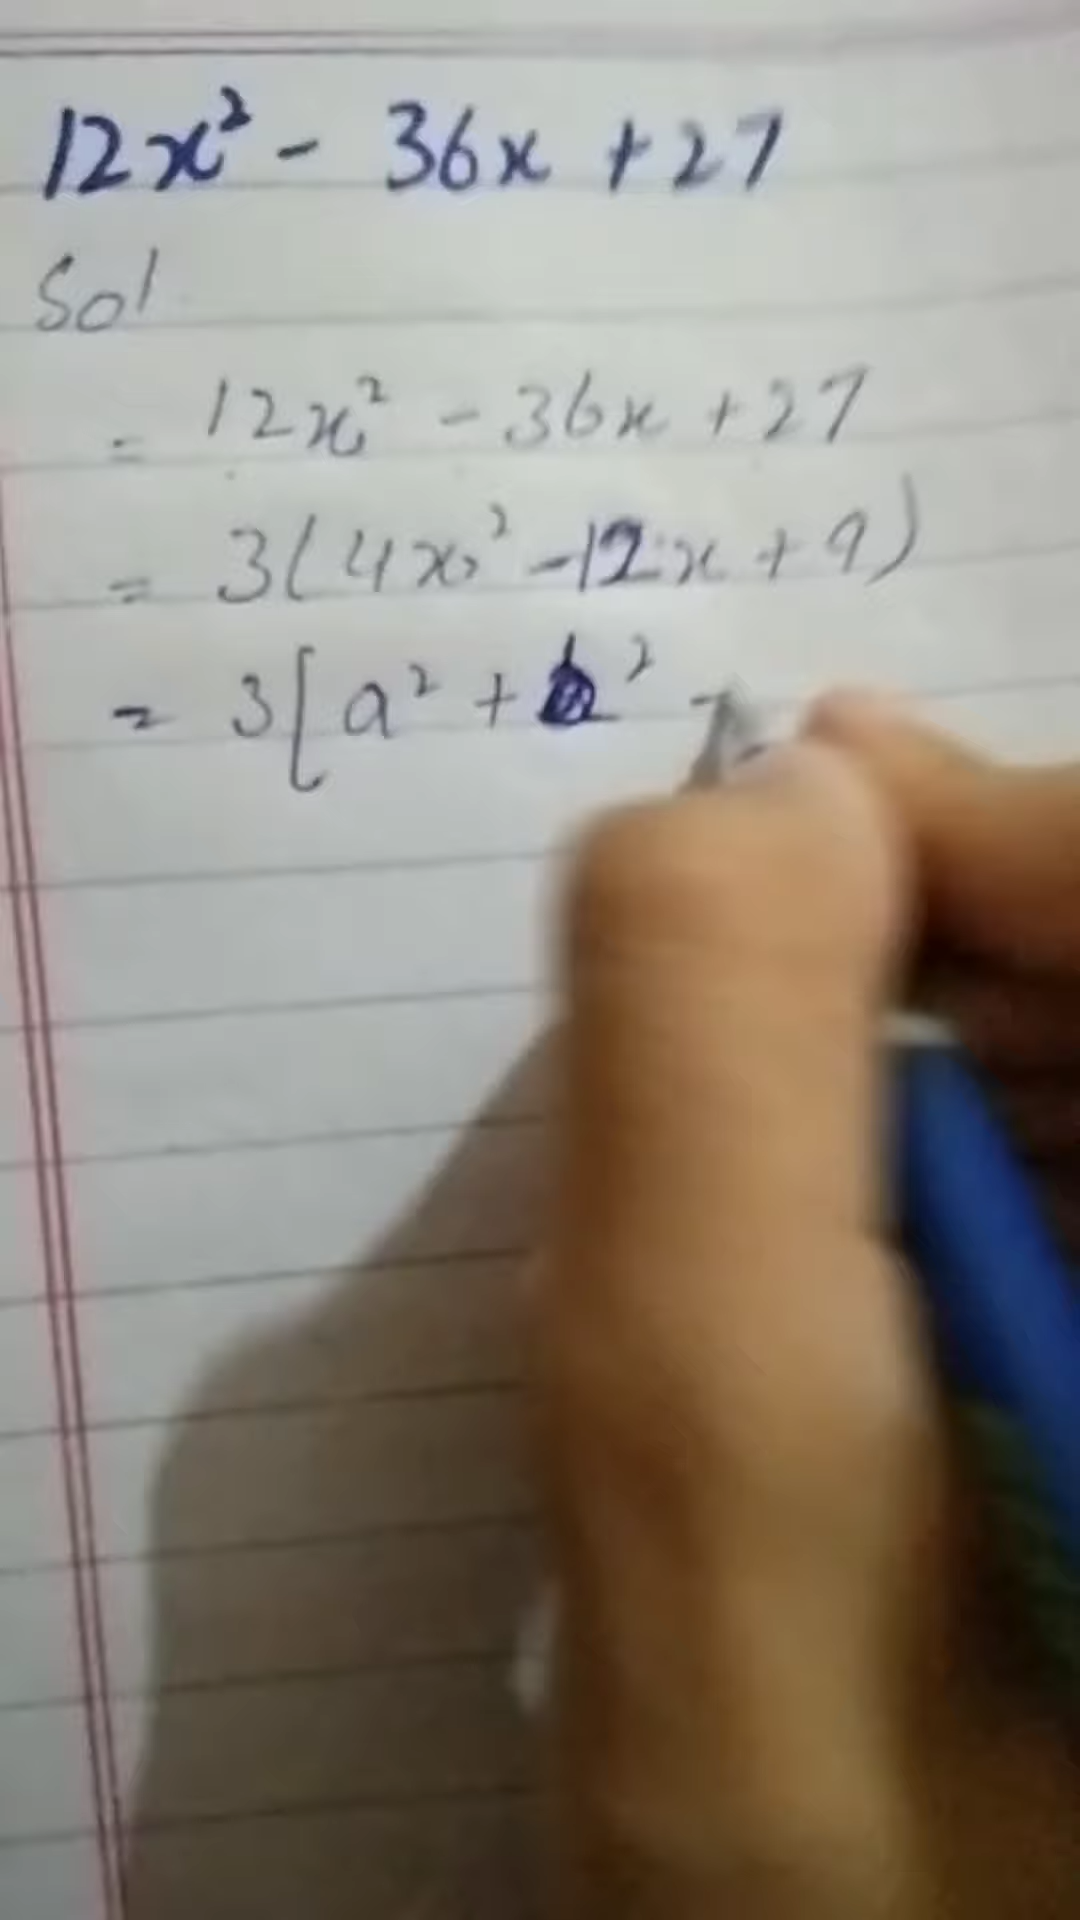 12x² - 36x + 27
Sol
= 12x² - 36x + 27
= 3(4x² - 12x + 9)
= 3[a² + b² -